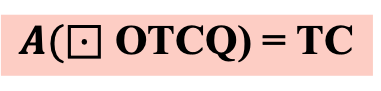 A(⊡ OTCQ) = TC